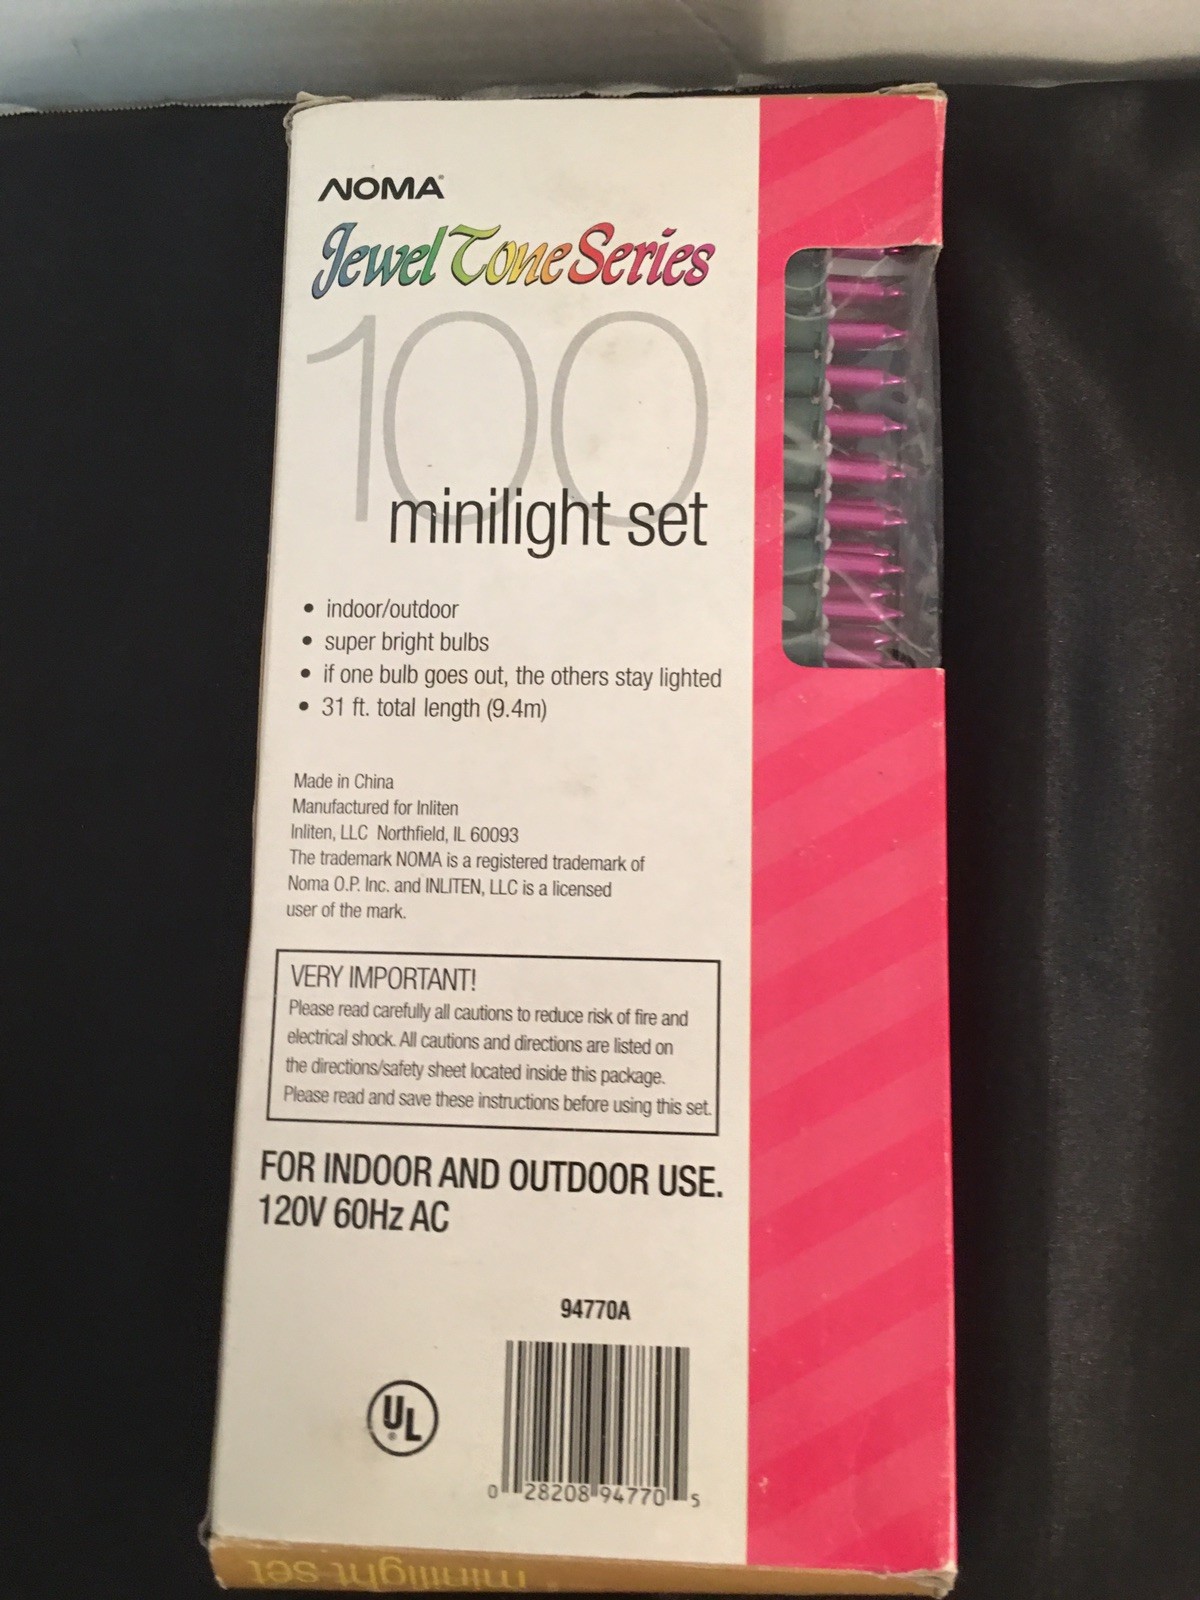 NOMA®
Jewel Tone Series
100
minilight set
• indoor/outdoor
• super bright bulbs
• if one bulb goes out, the others stay lighted
• 31 ft. total length (9.4m)
Made in China
Manufactured for Inliten
Inliten, LLC Northfield, IL 60093
The trademark NOMA is a registered trademark of
Noma O.P. Inc. and INLITEN, LLC is a licensed
user of the mark.
VERY IMPORTANT!
Please read carefully all cautions to reduce risk of fire and
electrical shock. All cautions and directions are listed on
the directions/safety sheet located inside this package.
Please read and save these instructions before using this set.
FOR INDOOR AND OUTDOOR USE.
120V 60Hz AC
94770A
UL®
0 28208 94770 5
minilight set